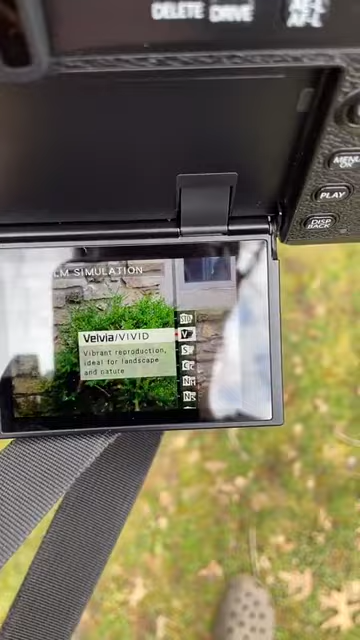 DELETE DRIVE
AE-L
AF-L
MENU
OK
PLAY
DISP
BACK
LM SIMULATION
STD
V
S
Velvia/VIVID
Vibrant reproduction,
ideal for landscape
and nature